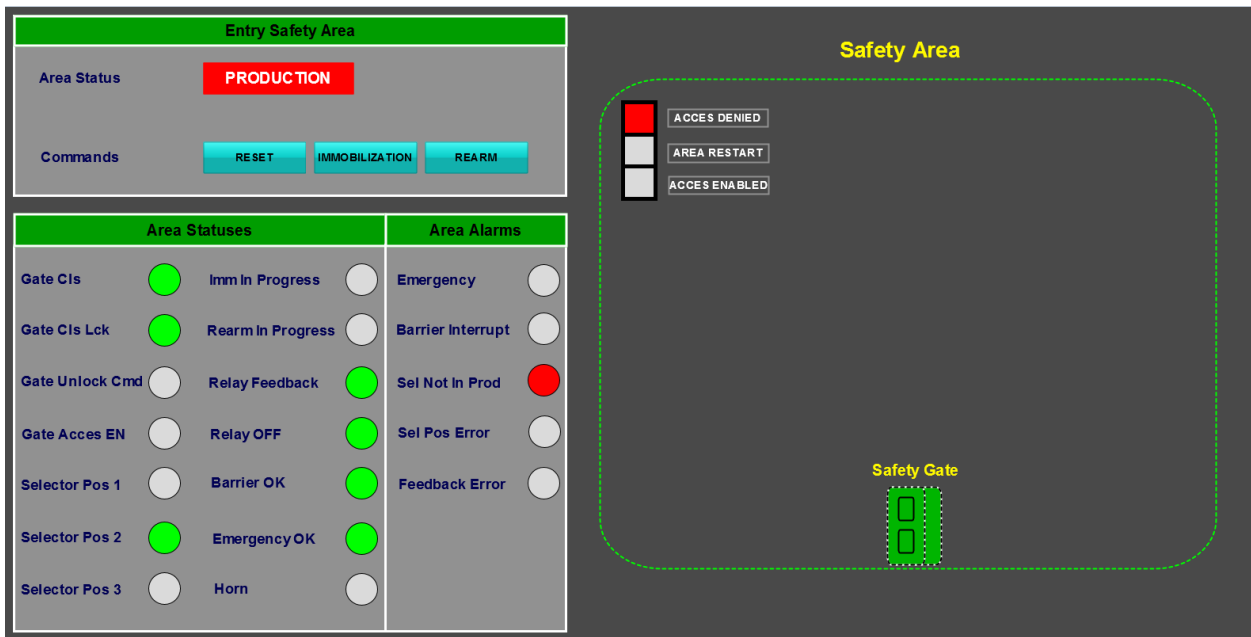 Entry Safety Area
Area Status
PRODUCTION
Commands
RESET
IMMOBILIZATION
REARM
Area Statuses
Area Alarms
Gate Cls
Imm In Progress
Emergency
Gate Cls Lck
Rearm In Progress
Barrier Interrupt
Gate Unlock Cmd
Relay Feedback
Sel Not In Prod
Gate Acces EN
Relay OFF
Sel Pos Error
Selector Pos 1
Barrier OK
Feedback Error
Selector Pos 2
Emergency OK
Selector Pos 3
Horn
Safety Area
ACCES DENIED
AREA RESTART
ACCES ENABLED
Safety Gate